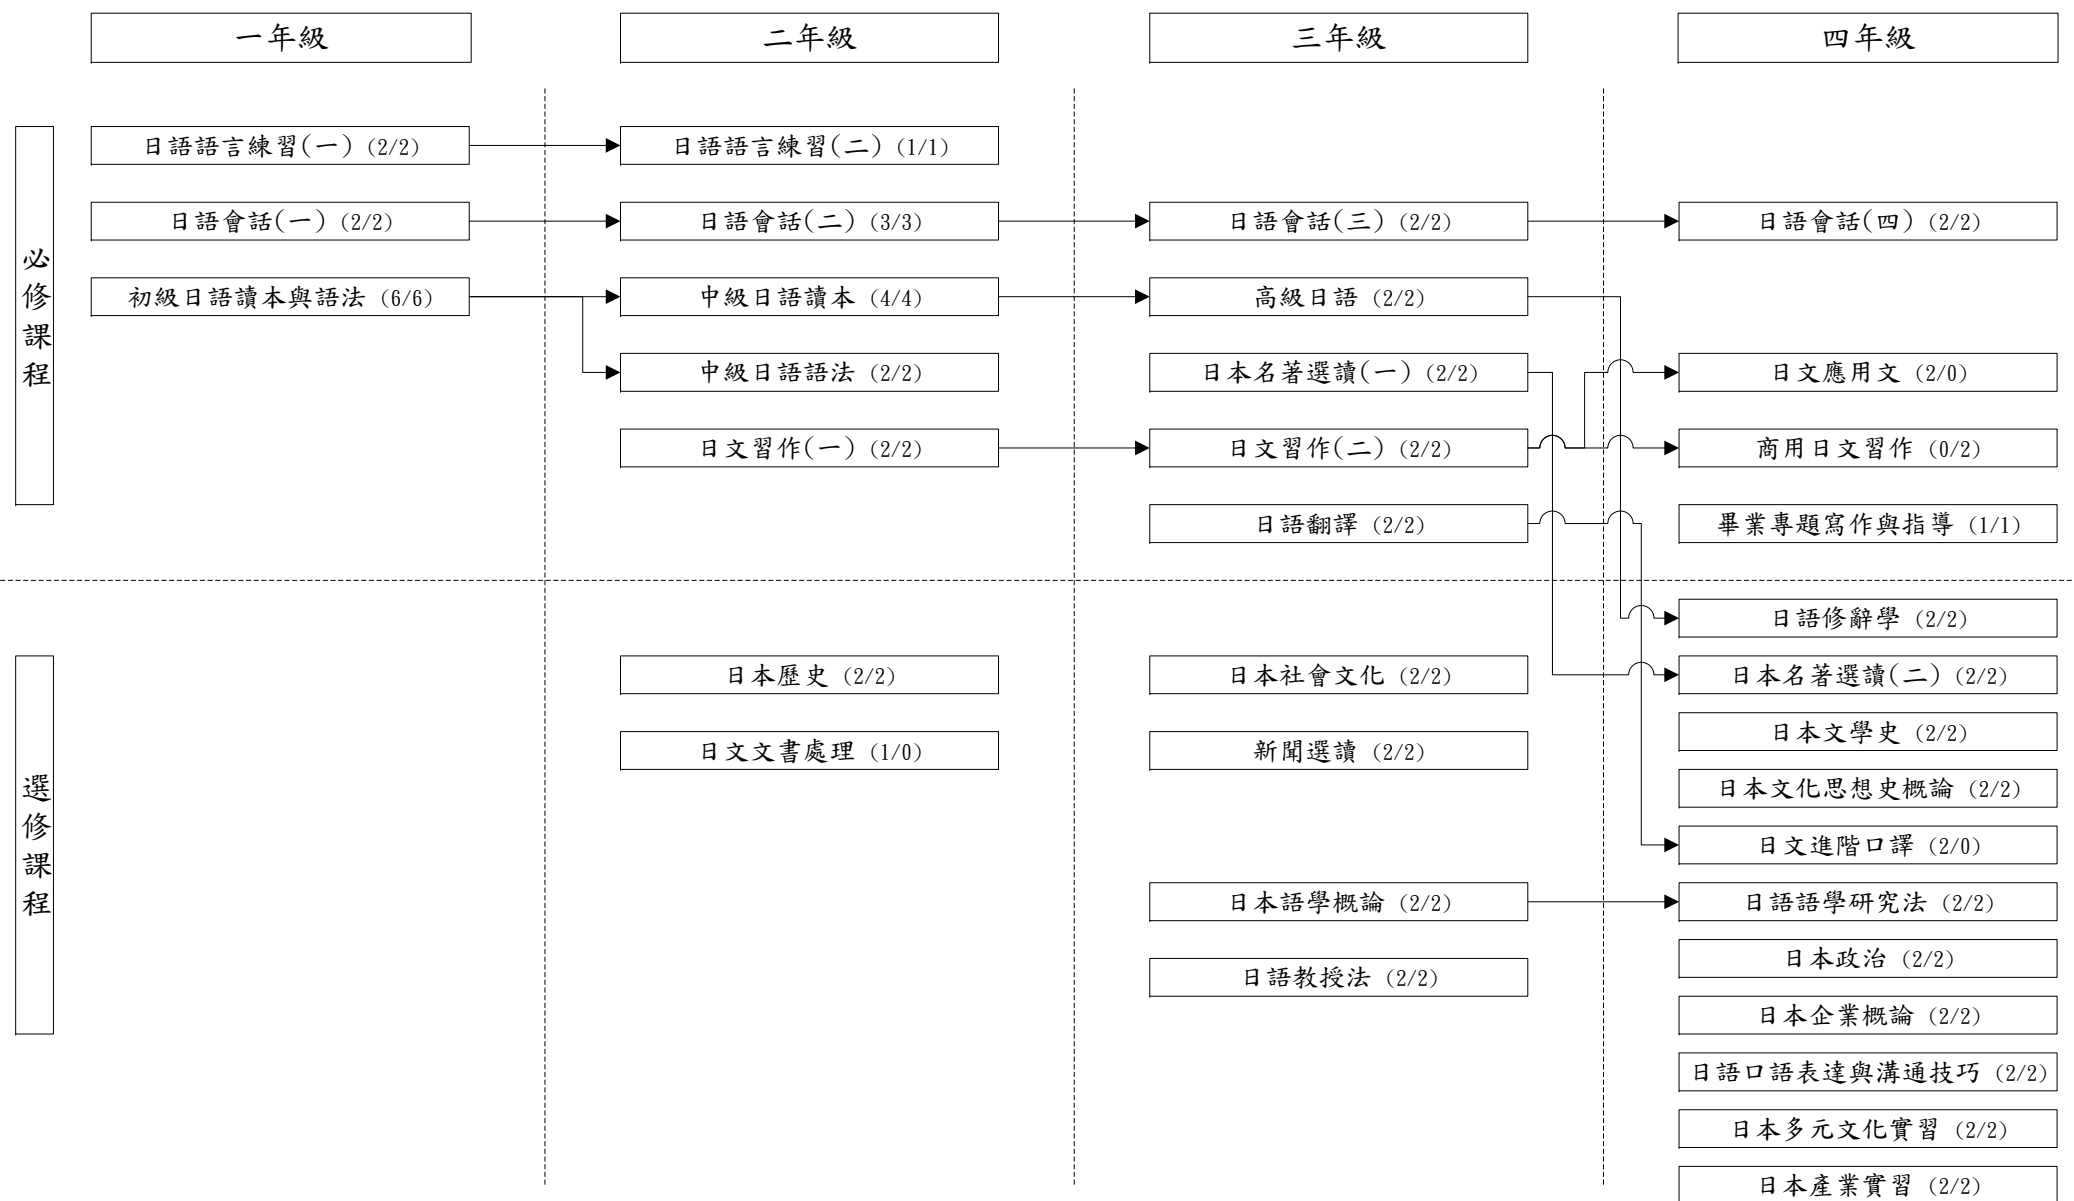 一年級
二年級
三年級
四年級
必修課程
日語語言練習(一) (2/2)
日語語言練習(二) (1/1)
日語會話(一) (2/2)
日語會話(二) (3/3)
日語會話(三) (2/2)
日語會話(四) (2/2)
初級日語讀本與語法 (6/6)
中級日語讀本 (4/4)
高級日語 (2/2)
中級日語語法 (2/2)
日本名著選讀(一) (2/2)
日文應用文 (2/0)
日文習作(一) (2/2)
日文習作(二) (2/2)
商用日文習作 (0/2)
日語翻譯 (2/2)
畢業專題寫作與指導 (1/1)
選修課程
日語修辭學 (2/2)
日本歷史 (2/2)
日本社會文化 (2/2)
日本名著選讀(二) (2/2)
日文文書處理 (1/0)
新聞選讀 (2/2)
日本文學史 (2/2)
日本文化思想史概論 (2/2)
日文進階口譯 (2/0)
日本語學概論 (2/2)
日語語學研究法 (2/2)
日語教授法 (2/2)
日本政治 (2/2)
日本企業概論 (2/2)
日語口語表達與溝通技巧 (2/2)
日本多元文化實習 (2/2)
日本產業實習 (2/2)